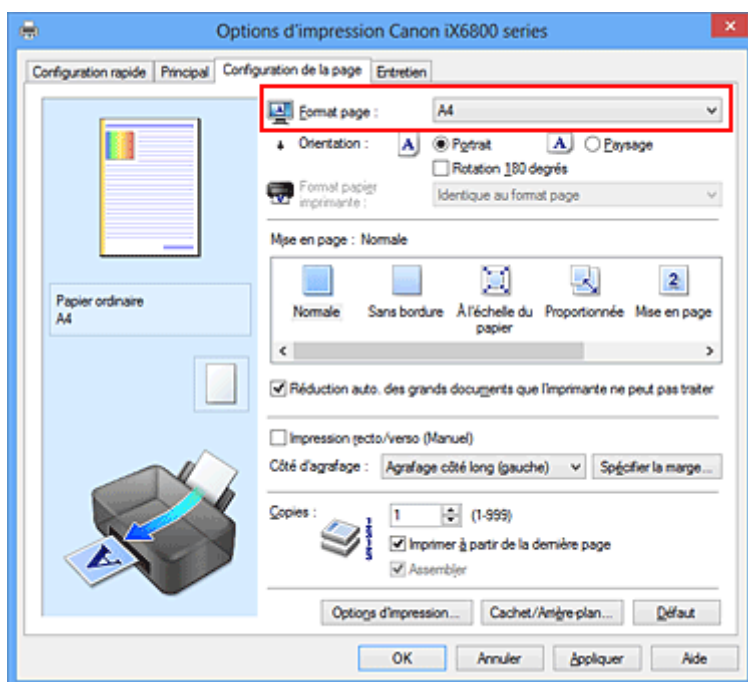 Options d'impression Canon iX6800 series
Configuration rapide Principal Configuration de la page Entretien
Format page : A4
Orientation : A Portrait A Paysage
Rotation 180 degrés
Format papier imprimante : Identique au format page
Mise en page : Normale
Normale Sans bordure À l'échelle du papier Proportionnée Mise en page
2
Papier ordinaire
A4
Réduction auto. des grands documents que l'imprimante ne peut pas traiter
Impression recto/verso (Manuel)
Côté d'agrafage : Agrafage côté long (gauche) Spécifier la marge...
Copies : 1 (1-999)
Imprimer à partir de la dernière page
Assembler
A
Options d'impression... Cachet/Arrière-plan... Défaut
OK Annuler Appliquer Aide